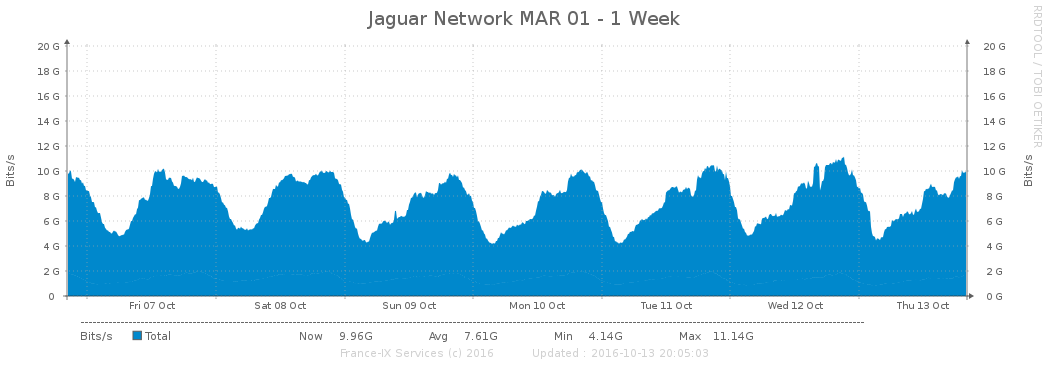 Jaguar Network MAR 01 - 1 Week
RRDTOOL / TOBI OETIKER
Bits/s
20 G 20 G
18 G 18 G
16 G 16 G
14 G 14 G
12 G 12 G
10 G 10 G
8 G 8 G
6 G 6 G
4 G 4 G
2 G 2 G
0 0 G
Bits/s
Fri 07 Oct Sat 08 Oct Sun 09 Oct Mon 10 Oct Tue 11 Oct Wed 12 Oct Thu 13 Oct
Bits/s Total Now 9.96G Avg 7.61G Min 4.14G Max 11.14G
France-IX Services (c) 2016 Updated : 2016-10-13 20:05:03